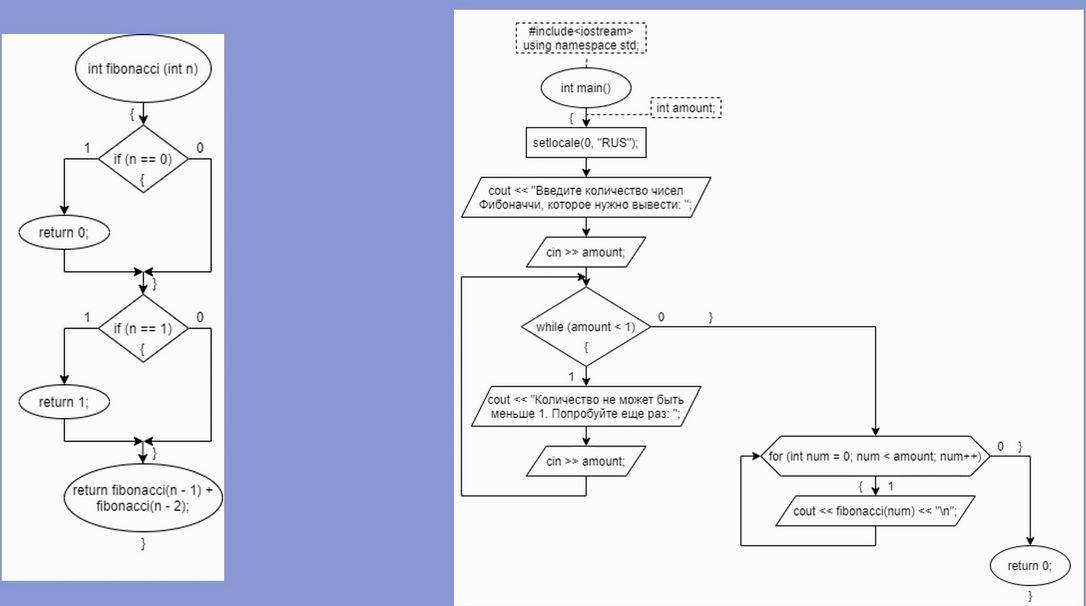 int fibonacci (int n)
{
1
0
if (n == 0)
{
return 0;
}
1
0
if (n == 1)
{
return 1;
}
return fibonacci(n - 1) +
fibonacci(n - 2);
}
#include<iostream>
using namespace std;
int main()
int amount;
{
setlocale(0, "RUS");
cout << "Введите количество чисел
Фибоначчи, которое нужно вывести: ";
cin >> amount;
while (amount < 1)
0
}
{
1
cout << "Количество не может быть
меньше 1. Попробуйте еще раз: ";
cin >> amount;
for (int num = 0; num < amount; num++)
0
}
{
1
cout << fibonacci(num) << "\n";
return 0;
}